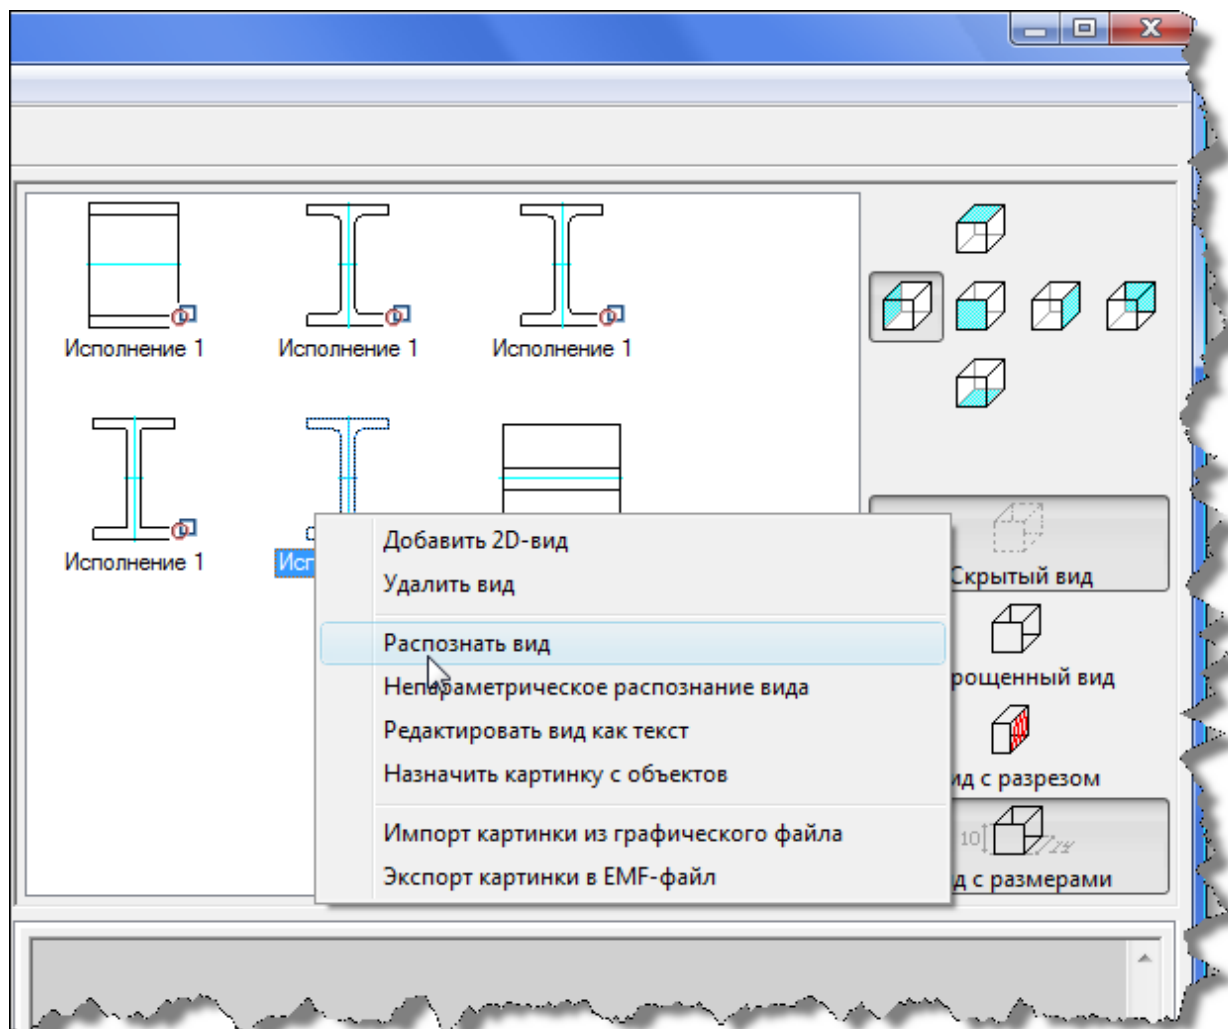 Исполнение 1
Исполнение 1
Исполнение 1
Исполнение 1
Добавить 2D-вид
Удалить вид
Распознать вид
Непараметрическое распознание вида
Редактировать вид как текст
Назначить картинку с объектов
Импорт картинки из графического файла
Экспорт картинки в EMF-файл
Скрытый вид
вид
с разрезом
10
с размерами